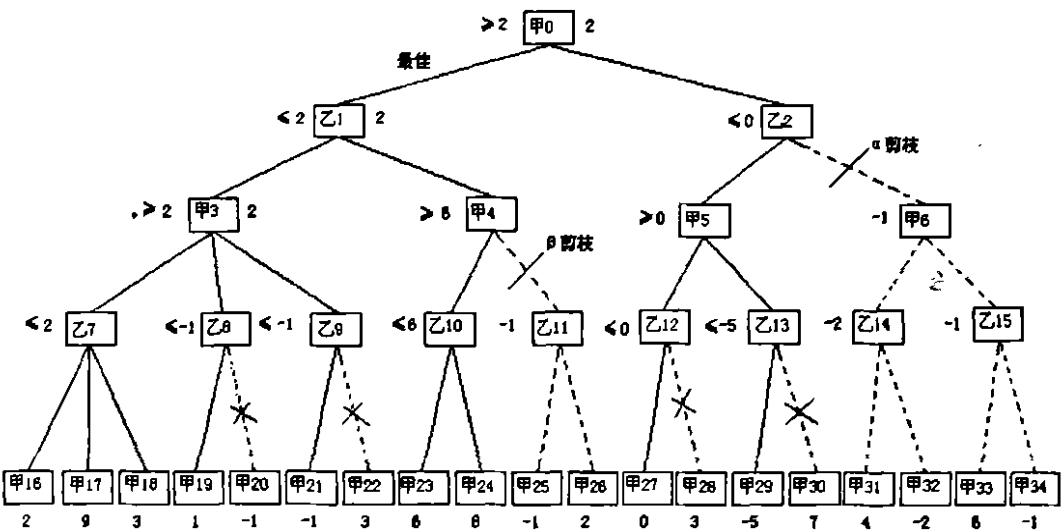 ≥2 甲0 2
最佳
≤2 乙1 2 ≤0 乙2
α剪枝
≥2 甲3 2 ≥6 甲4 ≥0 甲5 -1 甲6
β剪枝
≤2 乙7 ≤-1 乙8 ≤-1 乙9 ≤6 乙10 -1 乙11 ≤0 乙12 ≤-5 乙13 -2 乙14 -1 乙15
甲16 甲17 甲18 甲19 甲20 甲21 甲22 甲23 甲24 甲25 甲26 甲27 甲28 甲29 甲30 甲31 甲32 甲33 甲34
2 9 3 1 -1 -1 3 6 8 -1 2 0 3 -5 7 4 -2 6 -1